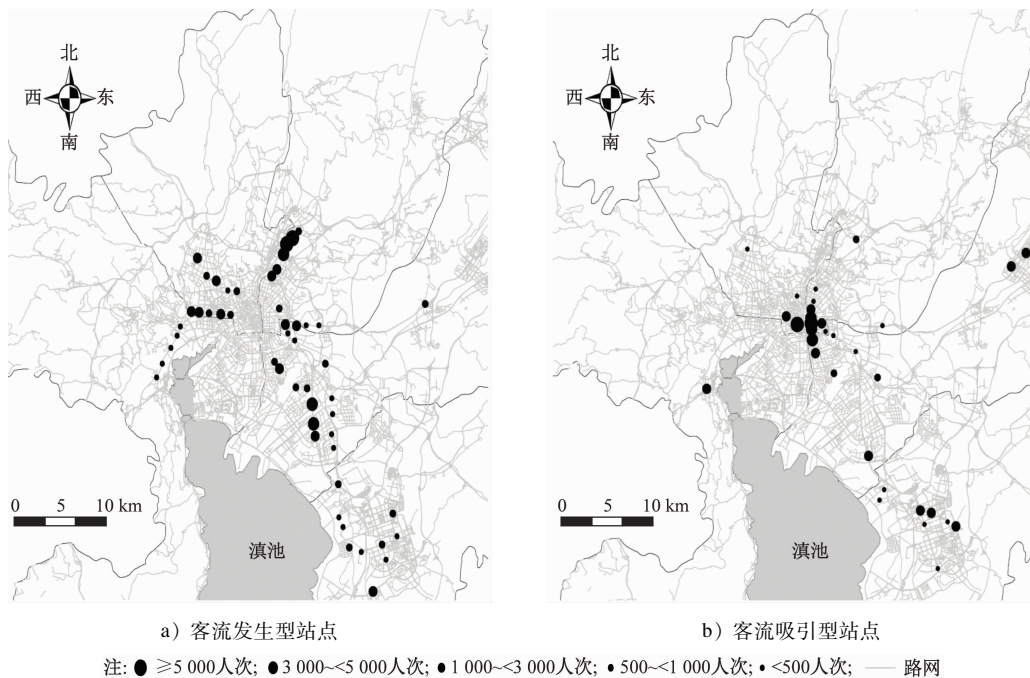 北
西 东
南
0 5 10 km
滇池
a）客流发生型站点
北
西 东
南
0 5 10 km
滇池
b）客流吸引型站点
注: ≥5 000人次; 3 000~<5 000人次; 1 000~<3 000人次; 500~<1 000人次; <500人次; 路网